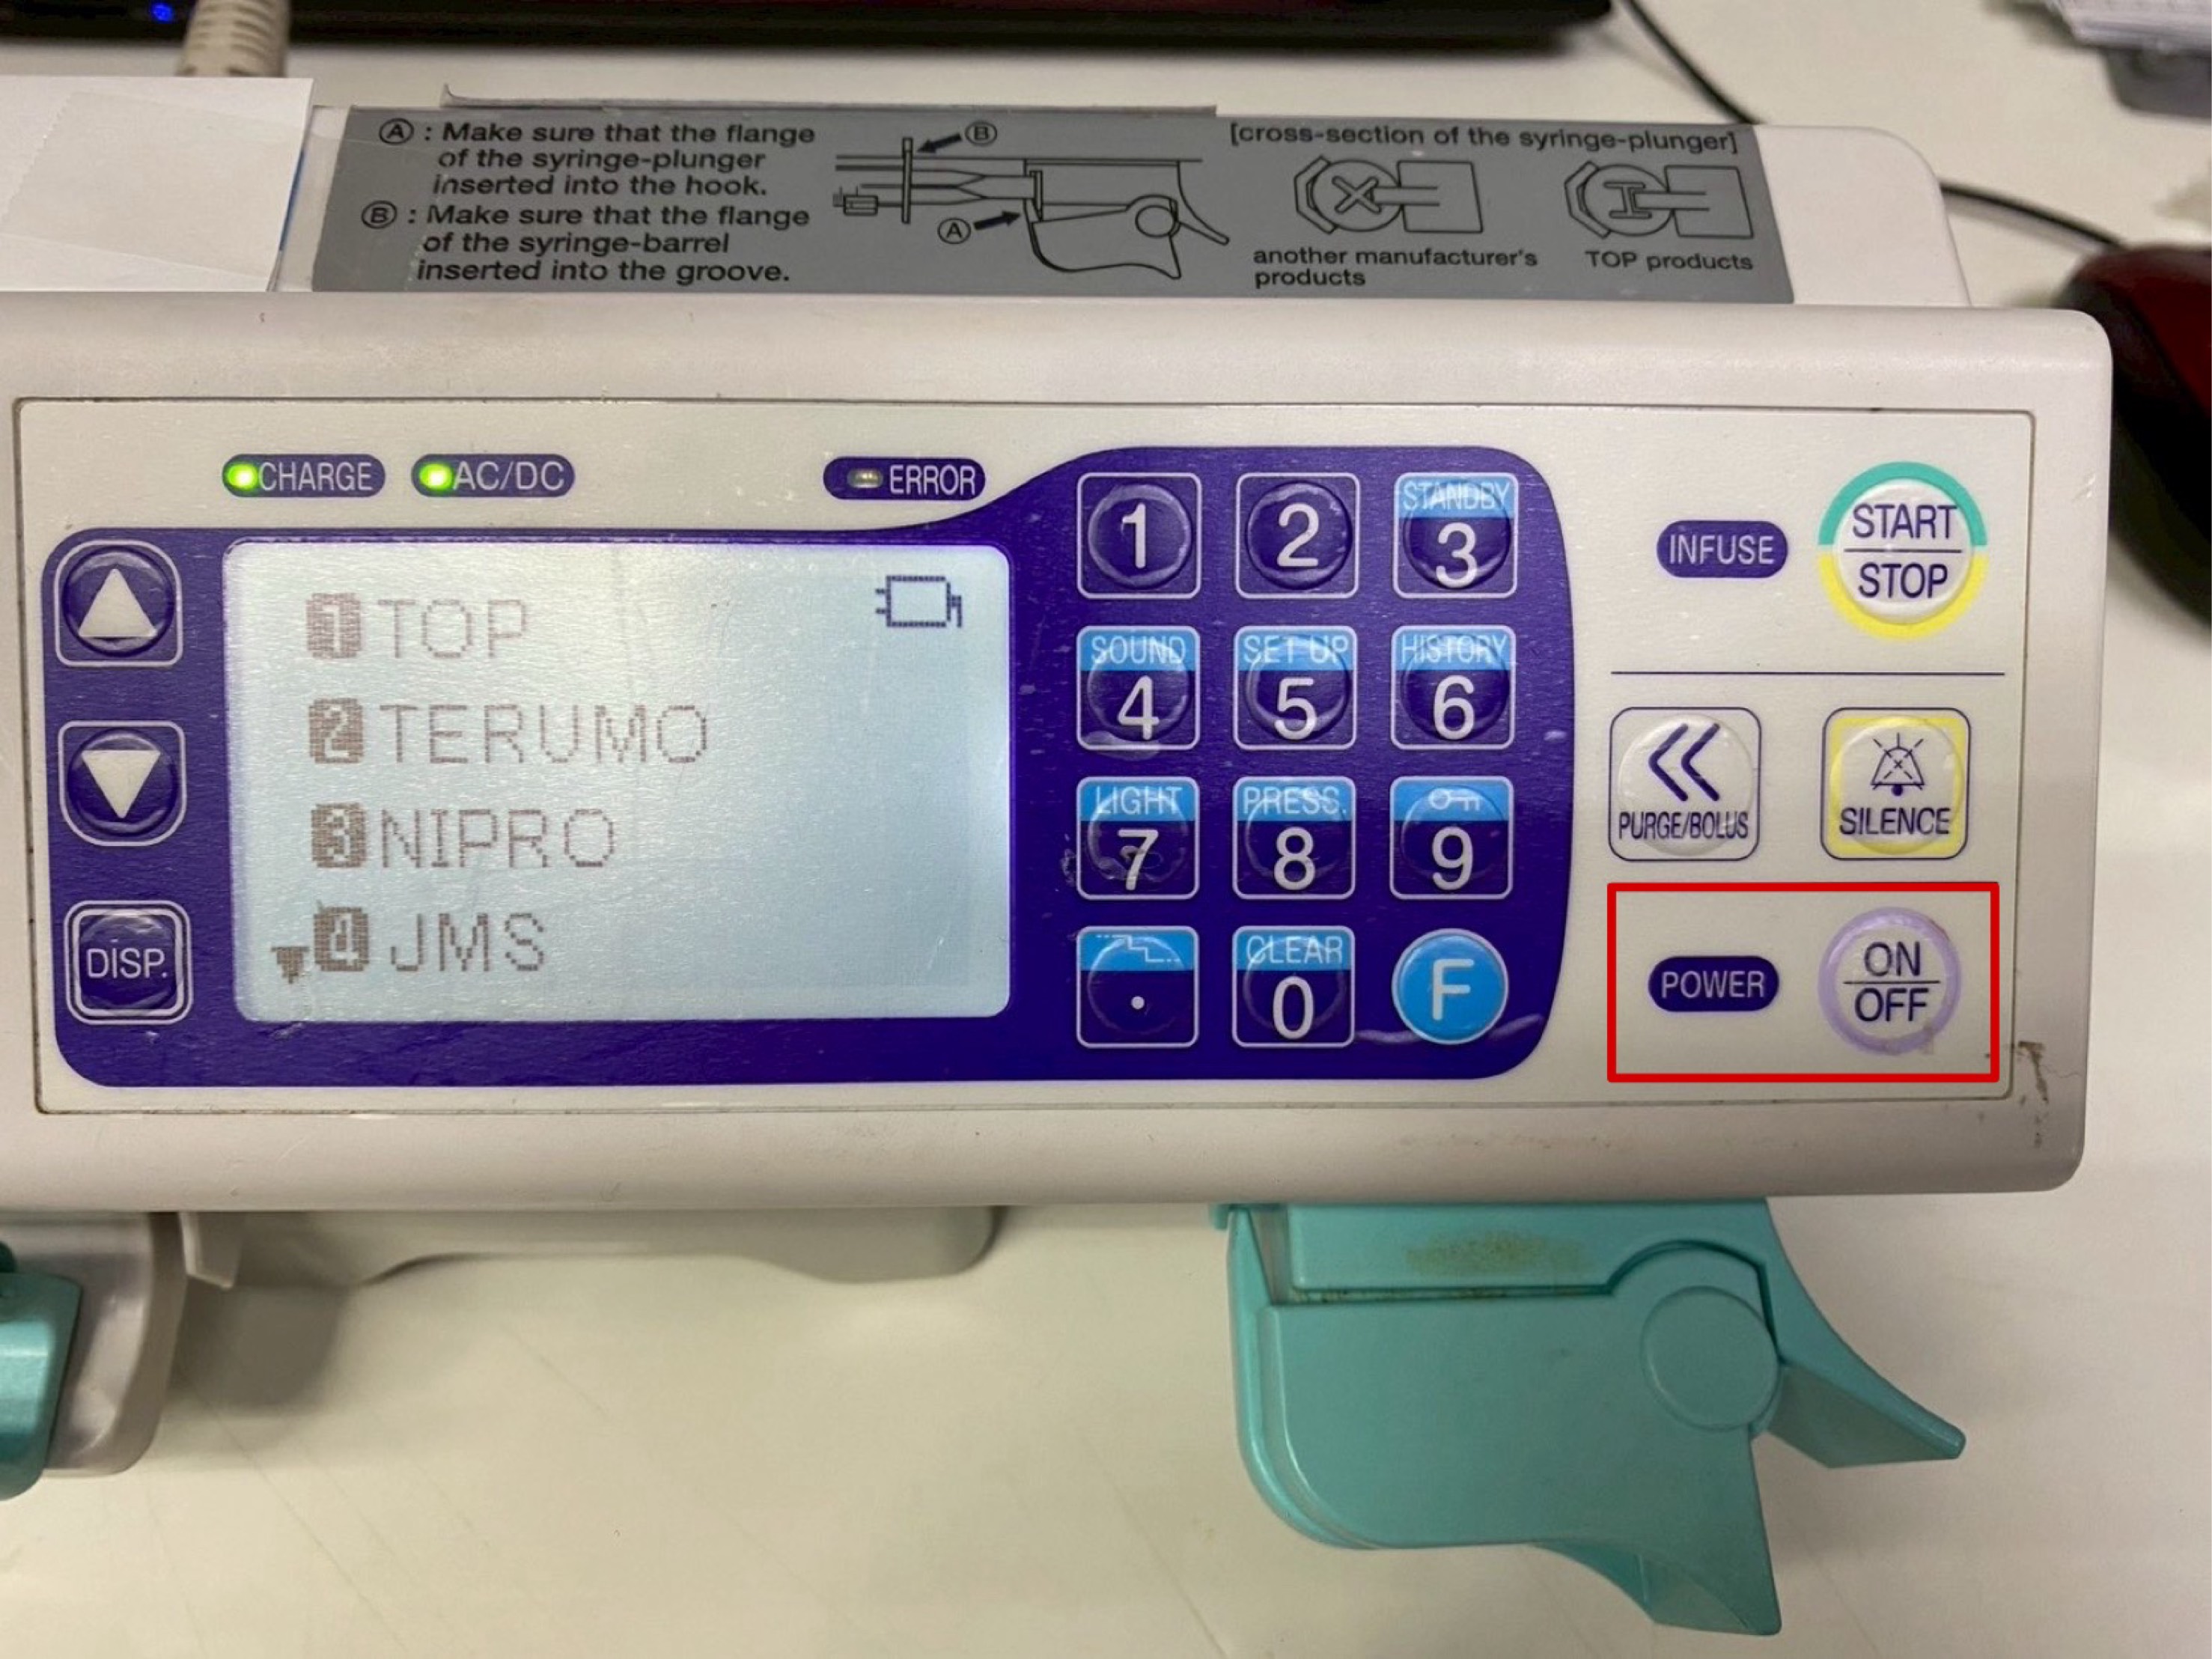 Ⓐ : Make sure that the flange
of the syringe-plunger
inserted into the hook.
Ⓑ : Make sure that the flange
of the syringe-barrel
inserted into the groove.
Ⓑ
Ⓐ
[cross-section of the syringe-plunger]
another manufacturer's
products
TOP products
CHARGE
AC/DC
ERROR
1 TOP
2 TERUMO
3 NIPRO
4 JMS
DISP.
1
2
STANDBY
3
SOUND
4
SET UP
5
HISTORY
6
LIGHT
7
PRESS.
8
9
.
CLEAR
0
F
INFUSE
START
STOP
PURGE/BOLUS
SILENCE
POWER
ON
OFF